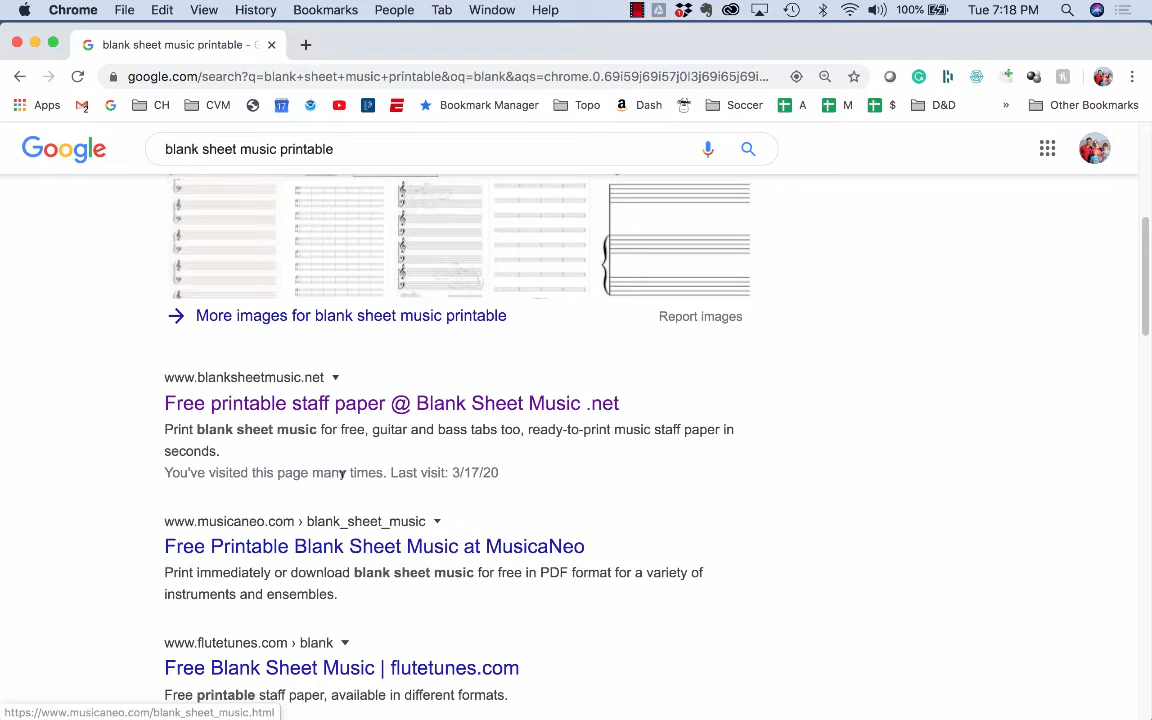 Chrome File Edit View History Bookmarks People Tab Window Help 100% Tue 7:18 PM
blank sheet music printable - G
google.com/search?q=blank+sheet+music+printable&oq=blank&aqs=chrome.0.69i59j69i57j0l3j69i65j69i...
Apps CH CVM 17 Bookmark Manager Topo Dash Soccer A M $ D&D » Other Bookmarks
Google blank sheet music printable
More images for blank sheet music printable Report images
www.blanksheetmusic.net
Free printable staff paper @ Blank Sheet Music .net
Print blank sheet music for free, guitar and bass tabs too, ready-to-print music staff paper in
seconds.
You've visited this page many times. Last visit: 3/17/20
www.musicaneo.com › blank_sheet_music
Free Printable Blank Sheet Music at MusicaNeo
Print immediately or download blank sheet music for free in PDF format for a variety of
instruments and ensembles.
www.flutetunes.com › blank
Free Blank Sheet Music | flutetunes.com
Free printable staff paper, available in different formats.
https://www.musicaneo.com/blank_sheet_music.html